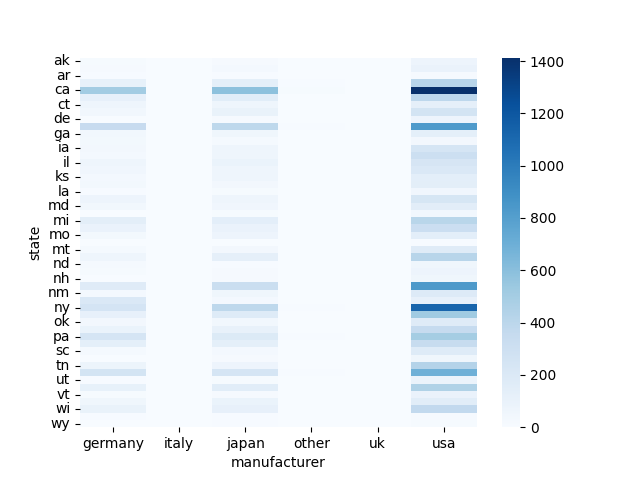 state
ak
ar
ca
ct
de
ga
ia
il
ks
la
md
mi
mo
mt
nd
nh
nm
ny
ok
pa
sc
tn
ut
vt
wi
wy
germany italy japan other uk usa
manufacturer
1400
1200
1000
800
600
400
200
0